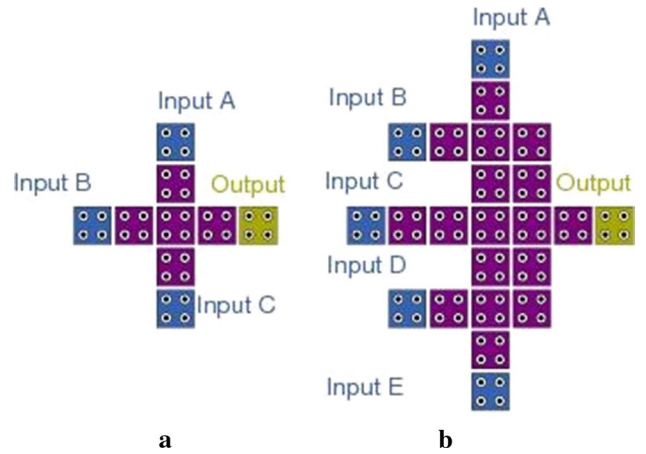 Input A
Input B
Output
Input C
a
Input A
Input B
Input C
Output
Input D
Input E
b